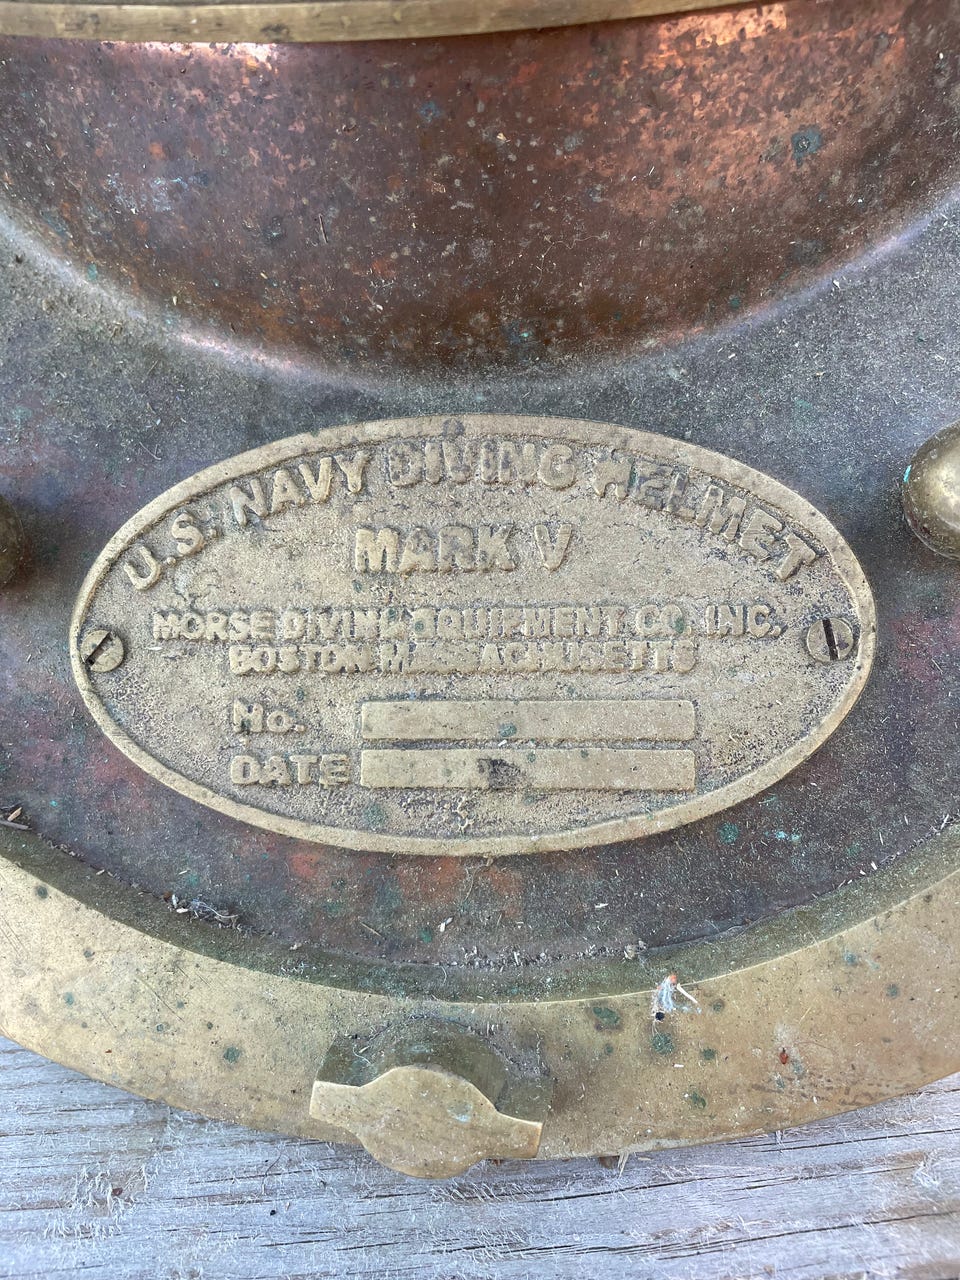 U.S. NAVY DIVING HELMET
MARK V
MORSE DIVING EQUIPMENT CO. INC.
BOSTON MASSACHUSETTS
No.
DATE